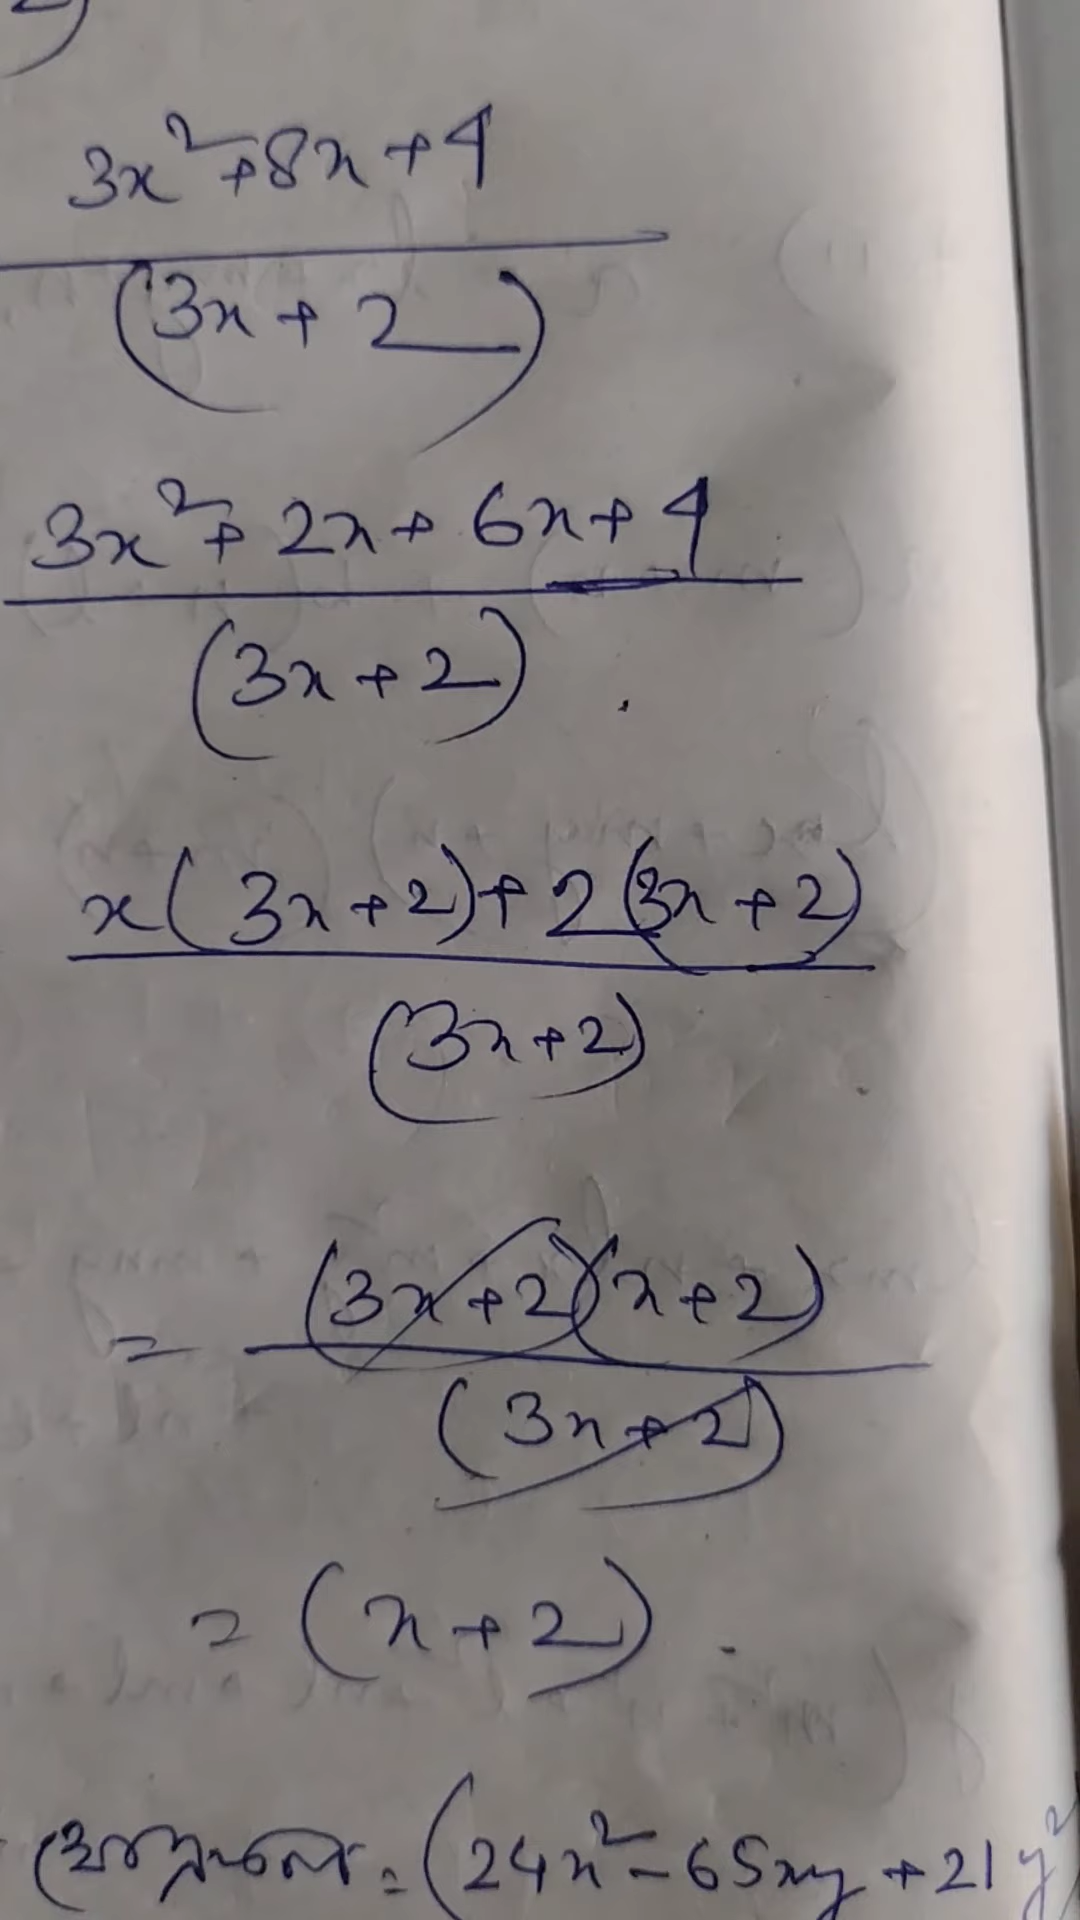 3x²+8x+4
(3x+2)
3x²+2x+6x+4
(3x+2)
x(3x+2)+2(3x+2)
(3x+2)
= (3x+2)(x+2)
(3x+2)
= (x+2)
ক্ষেত্রফল = (24x²-65xy+21y²